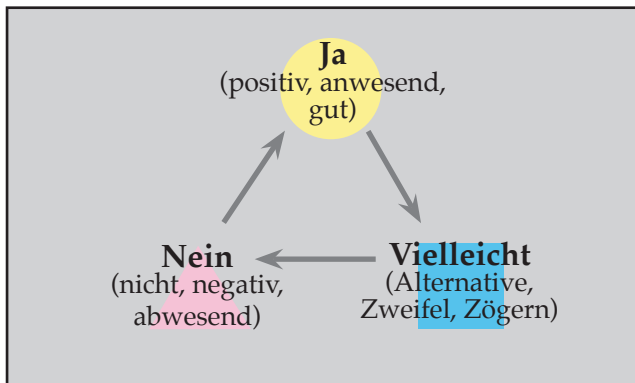 Ja
(positiv, anwesend,
gut)
Nein
(nicht, negativ,
abwesend)
Vielleicht
(Alternative,
Zweifel, Zögern)